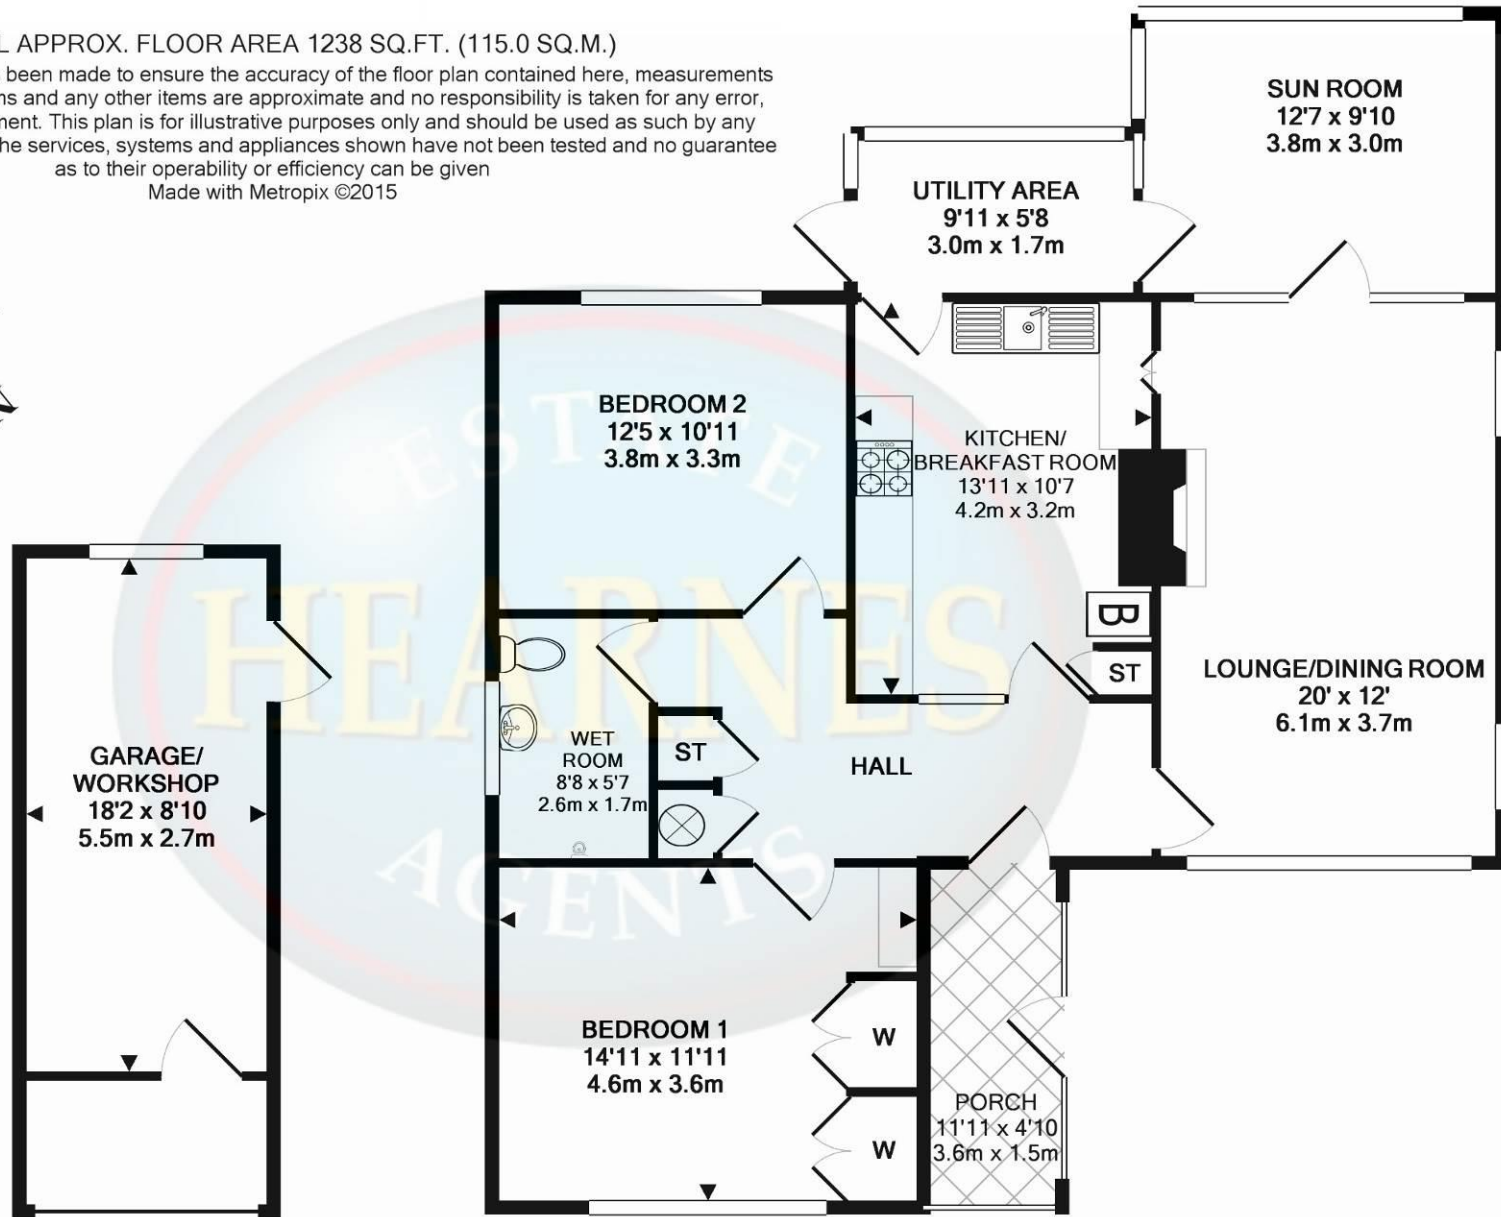 L APPROX. FLOOR AREA 1238 SQ.FT. (115.0 SQ.M.)
been made to ensure the accuracy of the floor plan contained here, measurements
ns and any other items are approximate and no responsibility is taken for any error,
ment. This plan is for illustrative purposes only and should be used as such by any
he services, systems and appliances shown have not been tested and no guarantee
as to their operability or efficiency can be given
Made with Metropix ©2015
SUN ROOM
12'7 x 9'10
3.8m x 3.0m
UTILITY AREA
9'11 x 5'8
3.0m x 1.7m
BEDROOM 2
12'5 x 10'11
3.8m x 3.3m
KITCHEN/
BREAKFAST ROOM
13'11 x 10'7
4.2m x 3.2m
B
ST
LOUNGE/DINING ROOM
20' x 12'
6.1m x 3.7m
WET
ROOM
8'8 x 5'7
2.6m x 1.7m
ST
HALL
GARAGE/
WORKSHOP
18'2 x 8'10
5.5m x 2.7m
BEDROOM 1
14'11 x 11'11
4.6m x 3.6m
W
W
PORCH
11'11 x 4'10
3.6m x 1.5m
ESTATE
HEARNES
AGENTS